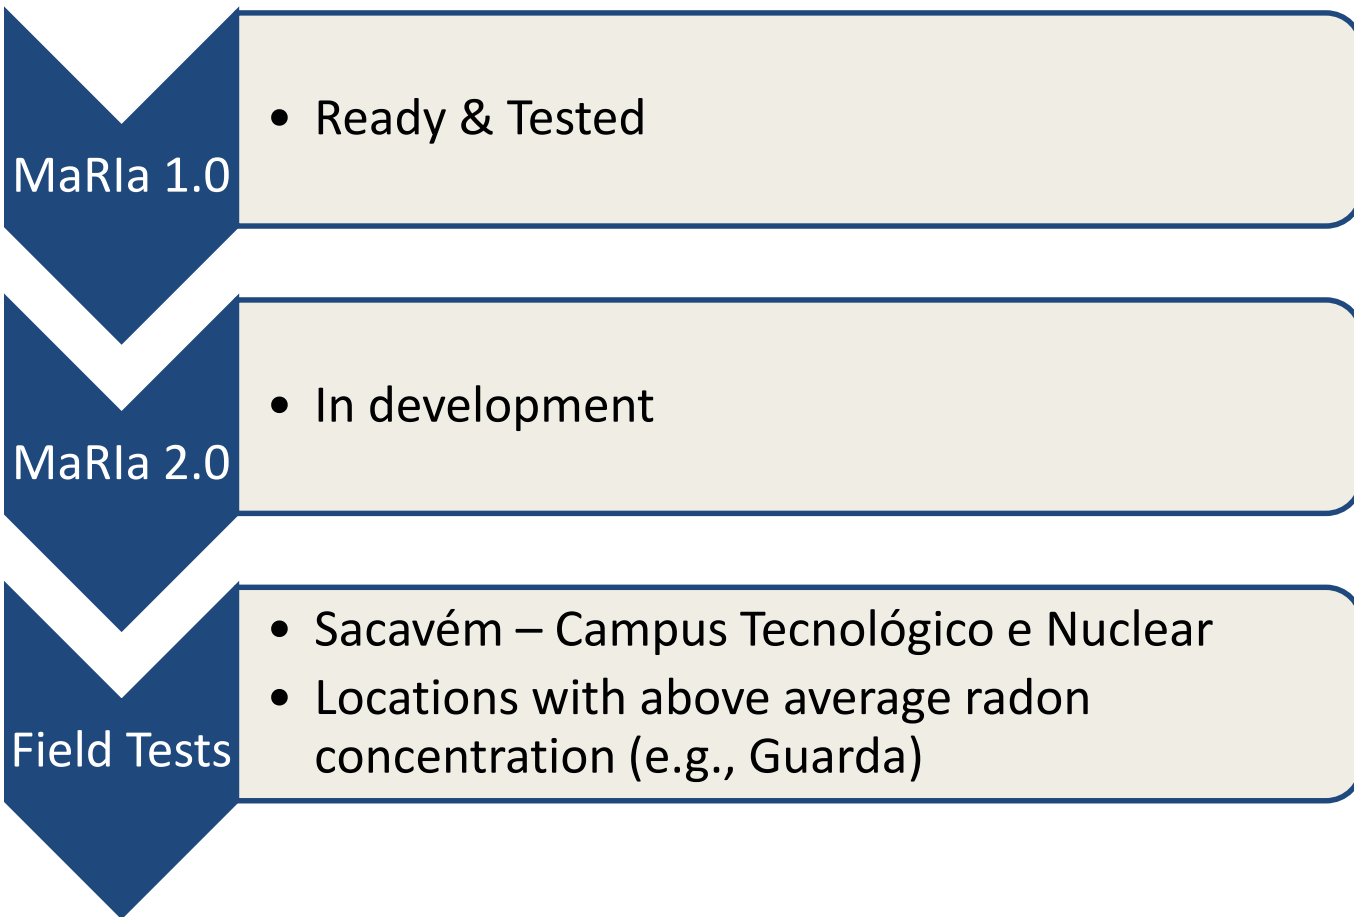 MaRIa 1.0
• Ready & Tested
MaRIa 2.0
• In development
Field Tests
• Sacavém – Campus Tecnológico e Nuclear
• Locations with above average radon
concentration (e.g., Guarda)